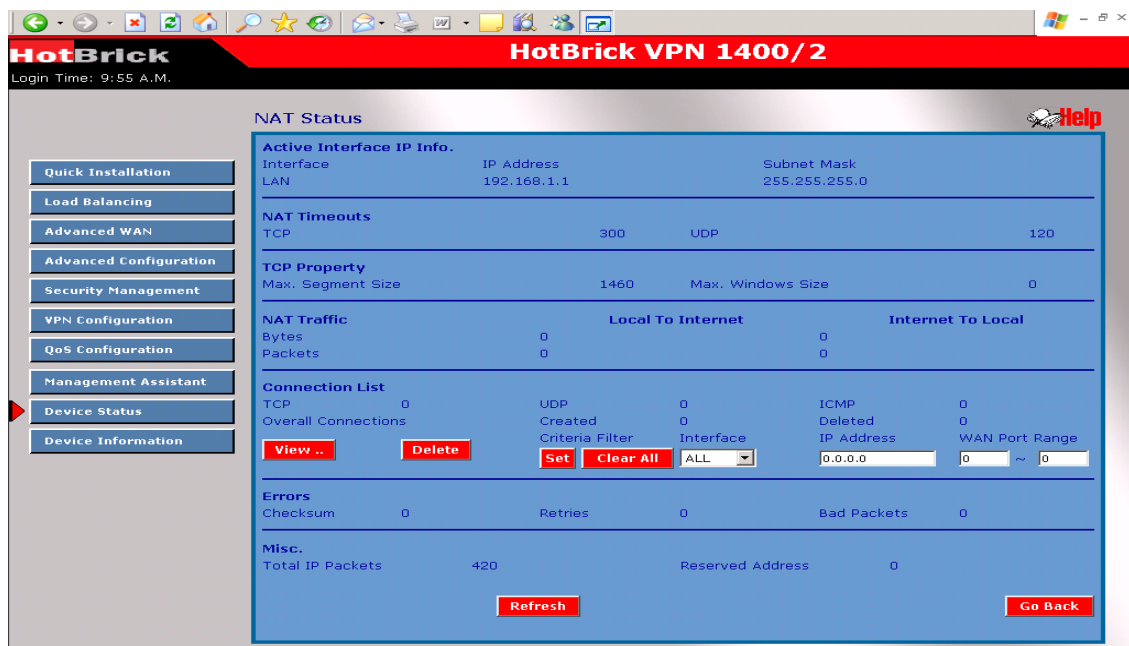 HotBrick
HotBrick VPN 1400/2
Login Time: 9:55 A.M.
NAT Status
Help
Quick Installation
Load Balancing
Advanced WAN
Advanced Configuration
Security Management
VPN Configuration
QoS Configuration
Management Assistant
Device Status
Device Information
Active Interface IP Info.
Interface IP Address Subnet Mask
LAN 192.168.1.1 255.255.255.0
NAT Timeouts
TCP 300 UDP 120
TCP Property
Max. Segment Size 1460 Max. Windows Size 0
NAT Traffic Local To Internet Internet To Local
Bytes 0 0
Packets 0 0
Connection List
TCP 0 UDP 0 ICMP 0
Overall Connections Created 0 Deleted 0
Criteria Filter Interface IP Address WAN Port Range
View .. Delete Set Clear All ALL 0.0.0.0 0 ~ 0
Errors
Checksum 0 Retries 0 Bad Packets 0
Misc.
Total IP Packets 420 Reserved Address 0
Refresh Go Back